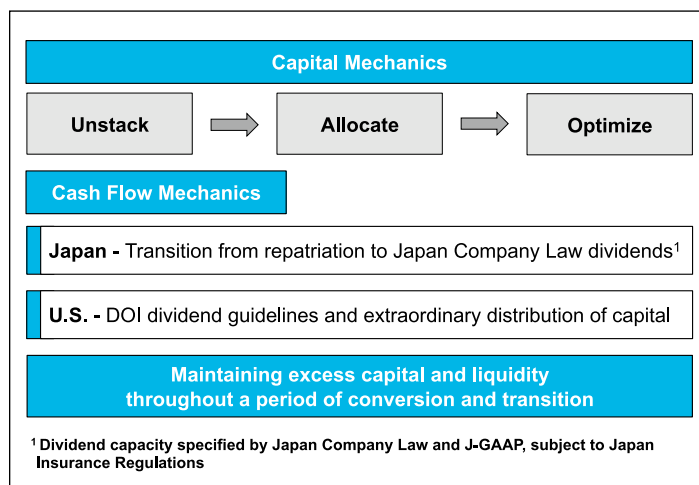 Capital Mechanics
Unstack
Allocate
Optimize
Cash Flow Mechanics
Japan - Transition from repatriation to Japan Company Law dividends¹
U.S. - DOI dividend guidelines and extraordinary distribution of capital
Maintaining excess capital and liquidity
throughout a period of conversion and transition
¹ Dividend capacity specified by Japan Company Law and J-GAAP, subject to Japan
Insurance Regulations